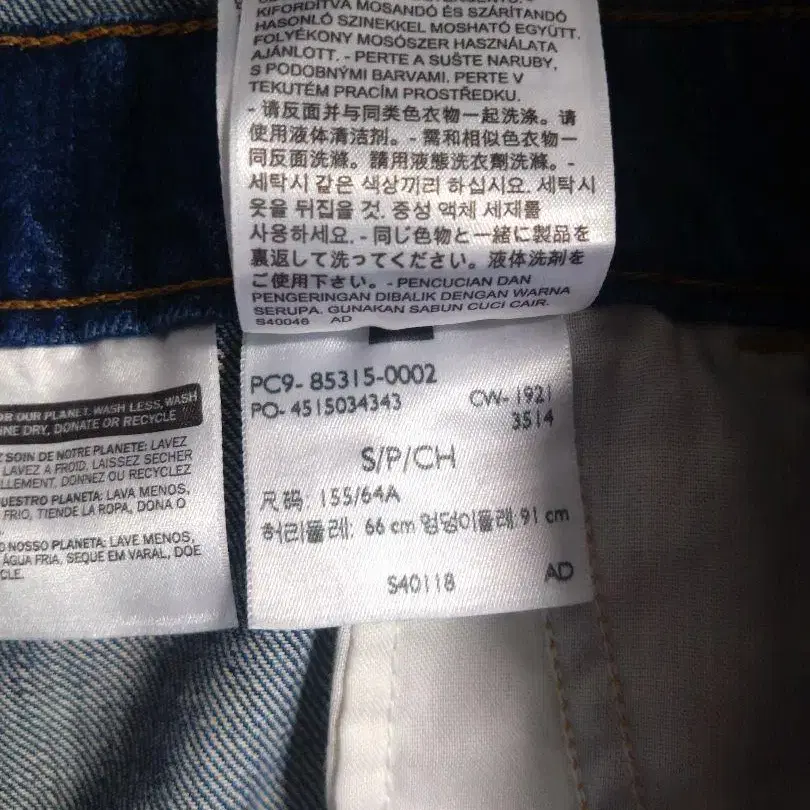 KIFORDÍTVA MOSANDÓ ÉS SZÁRÍTANDÓ
HASONLÓ SZINEKKEL MOSHATÓ EGYÜTT.
FOLYÉKONY MOSÓSZER HASZNÁLATA
AJÁNLOTT. - PERTE A SUŠTE NARUBY,
S PODOBNÝMI BARVAMI. PERTE V
TEKUTÉM PRACÍM PROSTŘEDKU.
- 请反面并与同类色衣物一起洗涤。请
使用液体清洁剂。- 需和相似色衣物一
同反面洗滌。請用液態洗衣劑洗滌。-
세탁시 같은 색상끼리 하십시요. 세탁시
옷을 뒤집을 것. 중성 액체 세제를
사용하세요. - 同じ色物と一緒に製品を
裏返して洗ってください。液体洗剤を
ご使用下さい。- PENCUCIAN DAN
PENGERINGAN DIBALIK DENGAN WARNA
SERUPA. GUNAKAN SABUN CUCI CAIR.
S40046 AD
OR OUR PLANET. WASH LESS, WASH
INE DRY, DONATE OR RECYCLE
SOIN DE NOTRE PLANETE: LAVEZ
LAVEZ A FROID. LAISSEZ SECHER
LLEMENT. DONNEZ OU RECYCLEZ
UESTRO PLANETA: LAVA MENOS,
FRIO, TIENDE LA ROPA, DONA O
O NOSSO PLANETA: LAVE MENOS,
ÁGUA FRIA, SEQUE EM VARAL, DOE
CLE.
PC9- 85315-0002
PO- 4515034343 CW- 1921
3514
S/P/CH
尺码: 155/64A
허리둘레: 66 cm 엉덩이둘레: 91 cm
S40118 AD